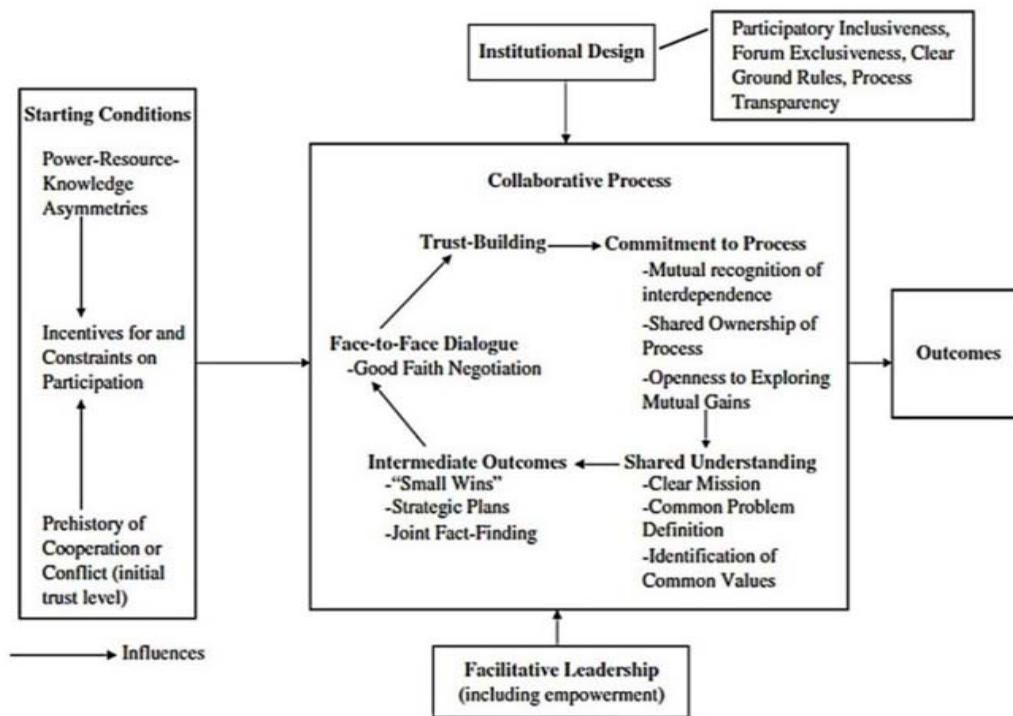 Institutional Design
Participatory Inclusiveness,
Forum Exclusiveness, Clear
Ground Rules, Process
Transparency
Starting Conditions
Power-Resource-
Knowledge
Asymmetries
Incentives for and
Constraints on
Participation
Prehistory of
Cooperation or
Conflict (initial
trust level)
Influences
Collaborative Process
Trust-Building
Commitment to Process
-Mutual recognition of
interdependence
-Shared Ownership of
Process
-Openness to Exploring
Mutual Gains
Face-to-Face Dialogue
-Good Faith Negotiation
Intermediate Outcomes
-“Small Wins”
-Strategic Plans
-Joint Fact-Finding
Shared Understanding
-Clear Mission
-Common Problem
Definition
-Identification of
Common Values
Outcomes
Facilitative Leadership
(including empowerment)